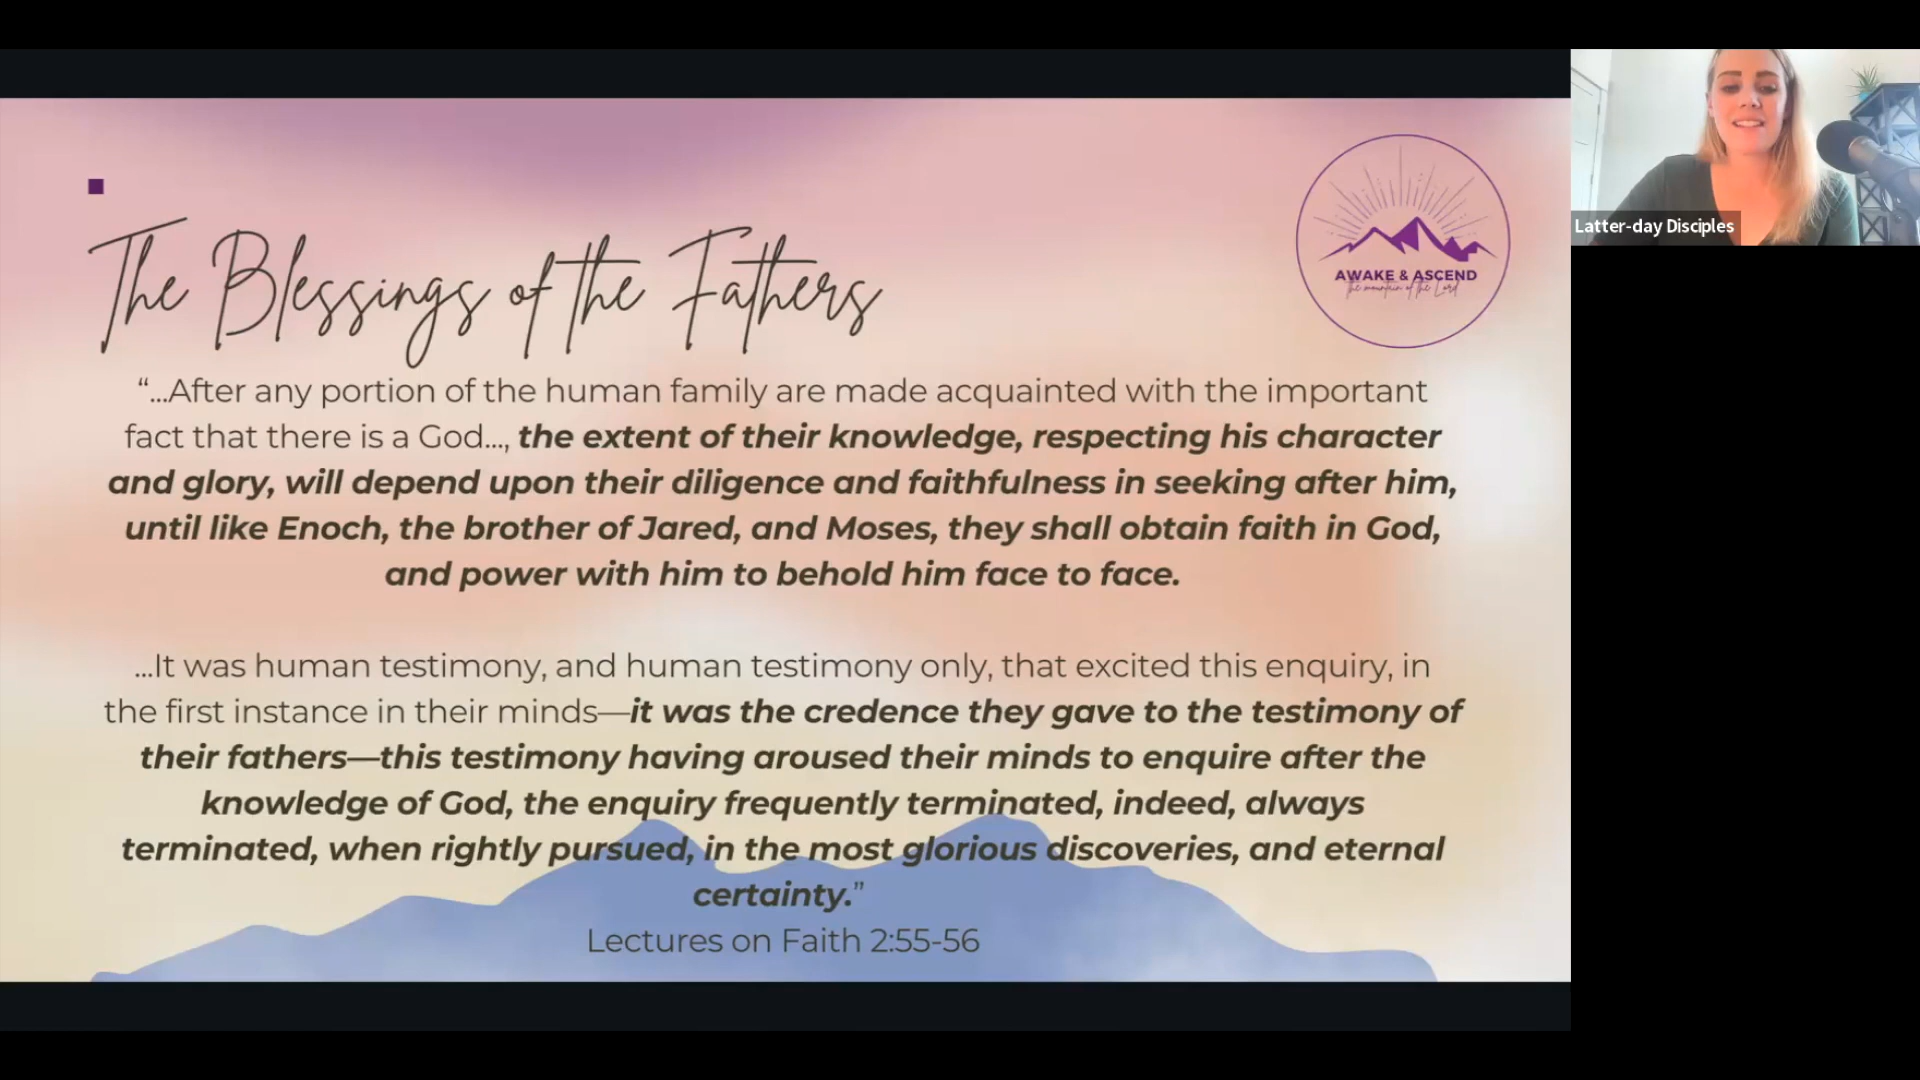 The Blessings of the Fathers
AWAKE & ASCEND
The mountain of the Lord
“...After any portion of the human family are made acquainted with the important
fact that there is a God..., the extent of their knowledge, respecting his character
and glory, will depend upon their diligence and faithfulness in seeking after him,
until like Enoch, the brother of Jared, and Moses, they shall obtain faith in God,
and power with him to behold him face to face.
...It was human testimony, and human testimony only, that excited this enquiry, in
the first instance in their minds—it was the credence they gave to the testimony of
their fathers—this testimony having aroused their minds to enquire after the
knowledge of God, the enquiry frequently terminated, indeed, always
terminated, when rightly pursued, in the most glorious discoveries, and eternal
certainty.”
Lectures on Faith 2:55-56
Latter-day Disciples